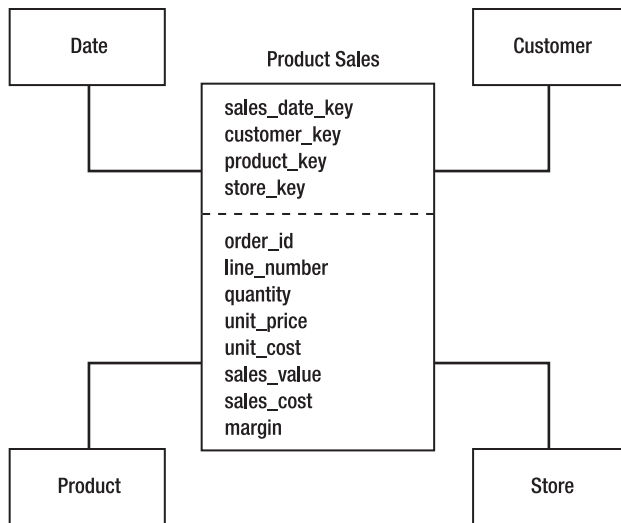 Date
Product Sales
Customer
sales_date_key
customer_key
product_key
store_key
order_id
line_number
quantity
unit_price
unit_cost
sales_value
sales_cost
margin
Product
Store